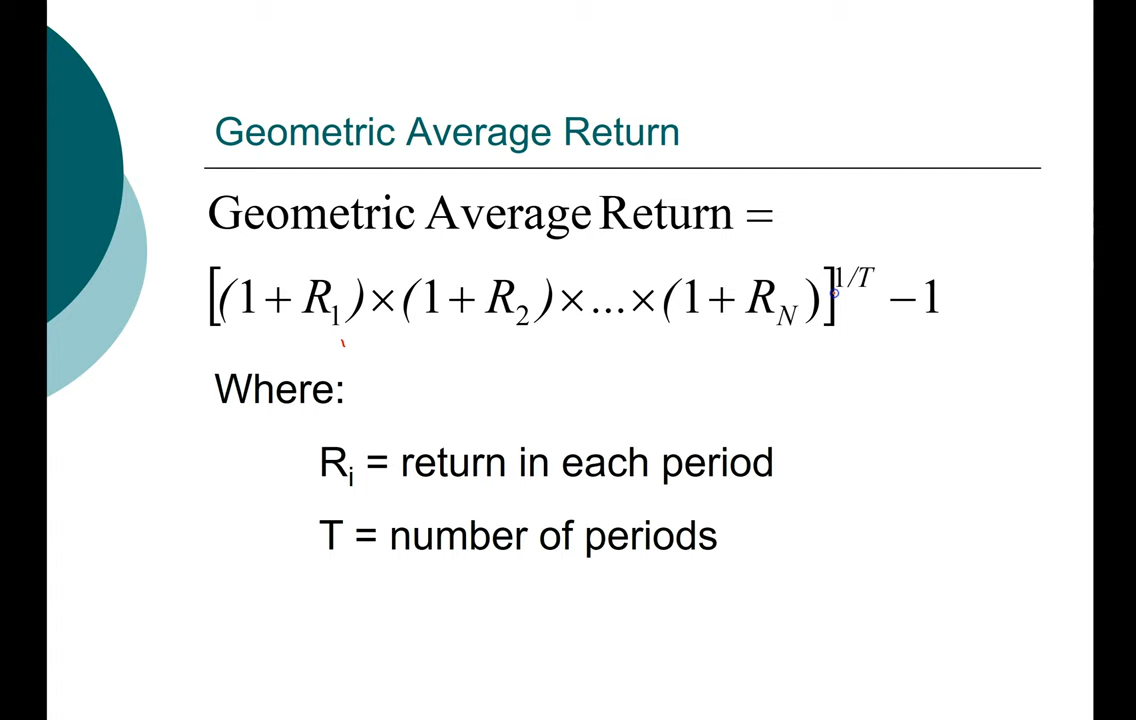 Geometric Average Return
Geometric Average Return =
[(1 + R₁) × (1 + R₂) × ... × (1 + R_N)]^{1/T} − 1
Where:
Rᵢ = return in each period
T = number of periods